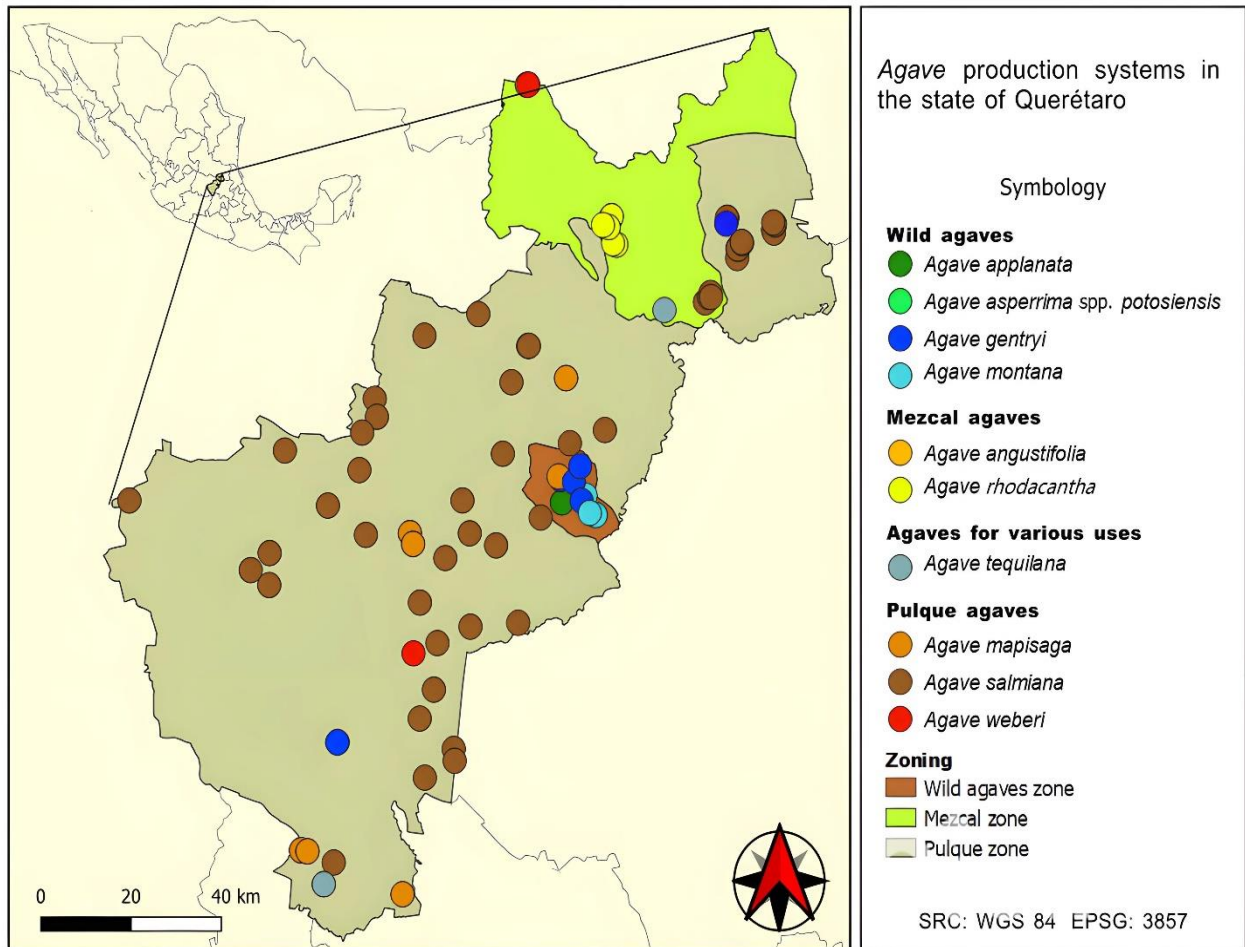 Agave production systems in
the state of Querétaro
Symbology
Wild agaves
Agave applanata
Agave asperrima spp. potosiensis
Agave gentryi
Agave montana
Mezcal agaves
Agave angustifolia
Agave rhodacantha
Agaves for various uses
Agave tequilana
Pulque agaves
Agave mapisaga
Agave salmiana
Agave weberi
Zoning
Wild agaves zone
Mezcal zone
Pulque zone
0 20 40 km
SRC: WGS 84 EPSG: 3857